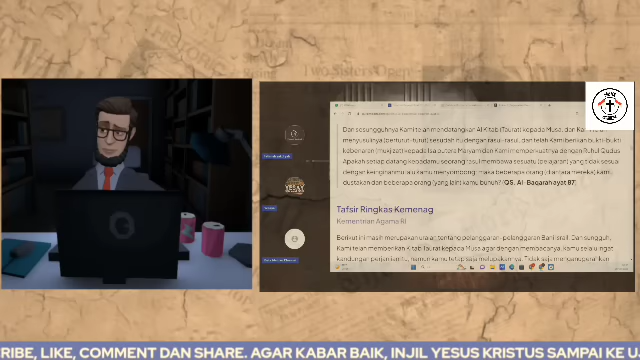 Two Sisters Open
Dan sesungguhnya Kami telah mendatangkan Al Kitab (Taurat) kepada Musa, dan Kami telah
menyusulinya (berturut-turut) sesudah itu dengan rasul-rasul, dan telah Kami berikan bukti-bukti
kebenaran (mukjizat) kepada Isa putera Maryam dan Kami memperkuatnya dengan Ruhul Qudus.
Apakah setiap datang kepadamu seorang rasul membawa sesuatu (pelajaran) yang tidak sesuai
dengan keinginanmu lalu kamu menyombong; maka beberapa orang (diantara mereka) kamu
dustakan dan beberapa orang (yang lain) kamu bunuh? (QS. Al-Baqarah ayat 87)
Tafsir Ringkas Kemenag
Kementrian Agama RI
Berikut ini masih merupakan uraian tentang pelanggaran-pelanggaran Bani Israil. Dan sungguh,
Kami telah memberikan Kitab Taurat kepada Musa agar dengan membacanya, kamu selalu ingat
kandungan perjanjian itu, namun kamu tetap saja melupakannya. Tidak saja mencampuradukkan
RIBE, LIKE, COMMENT DAN SHARE. AGAR KABAR BAIK, INJIL YESUS KRISTUS SAMPAI KE U